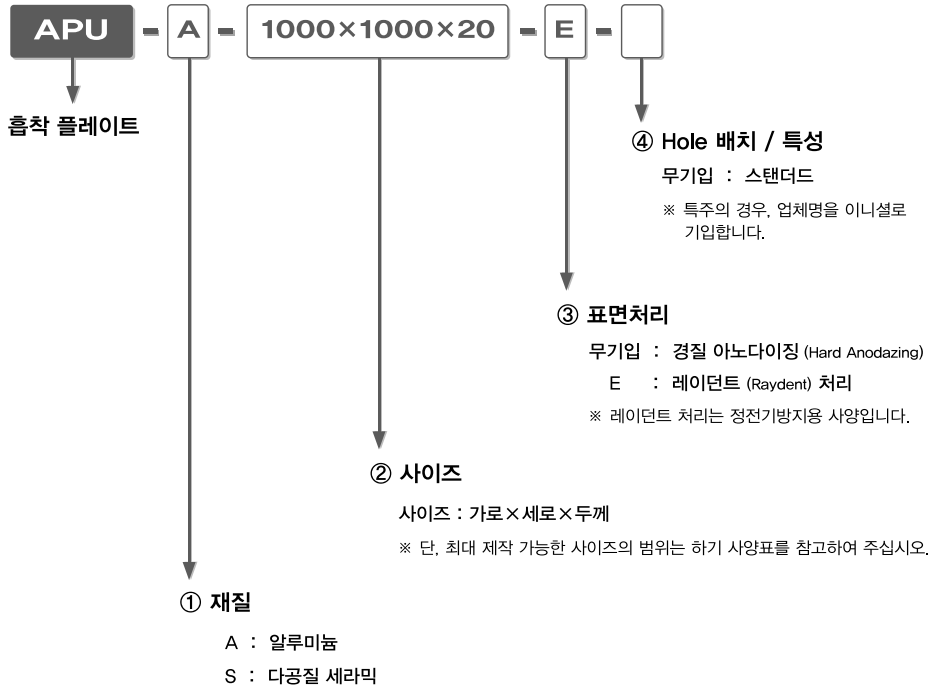 APU - A - 1000×1000×20 - E -
흡착 플레이트
④ Hole 배치 / 특성
무기입 : 스탠더드
※ 특주의 경우, 업체명을 이니셜로
기입합니다.
③ 표면처리
무기입 : 경질 아노다이징 (Hard Anodazing)
E : 레이던트 (Raydent) 처리
※ 레이던트 처리는 정전기방지용 사양입니다.
② 사이즈
사이즈 : 가로×세로×두께
※ 단, 최대 제작 가능한 사이즈의 범위는 하기 사양표를 참고하여 주십시오.
① 재질
A : 알루미늄
S : 다공질 세라믹